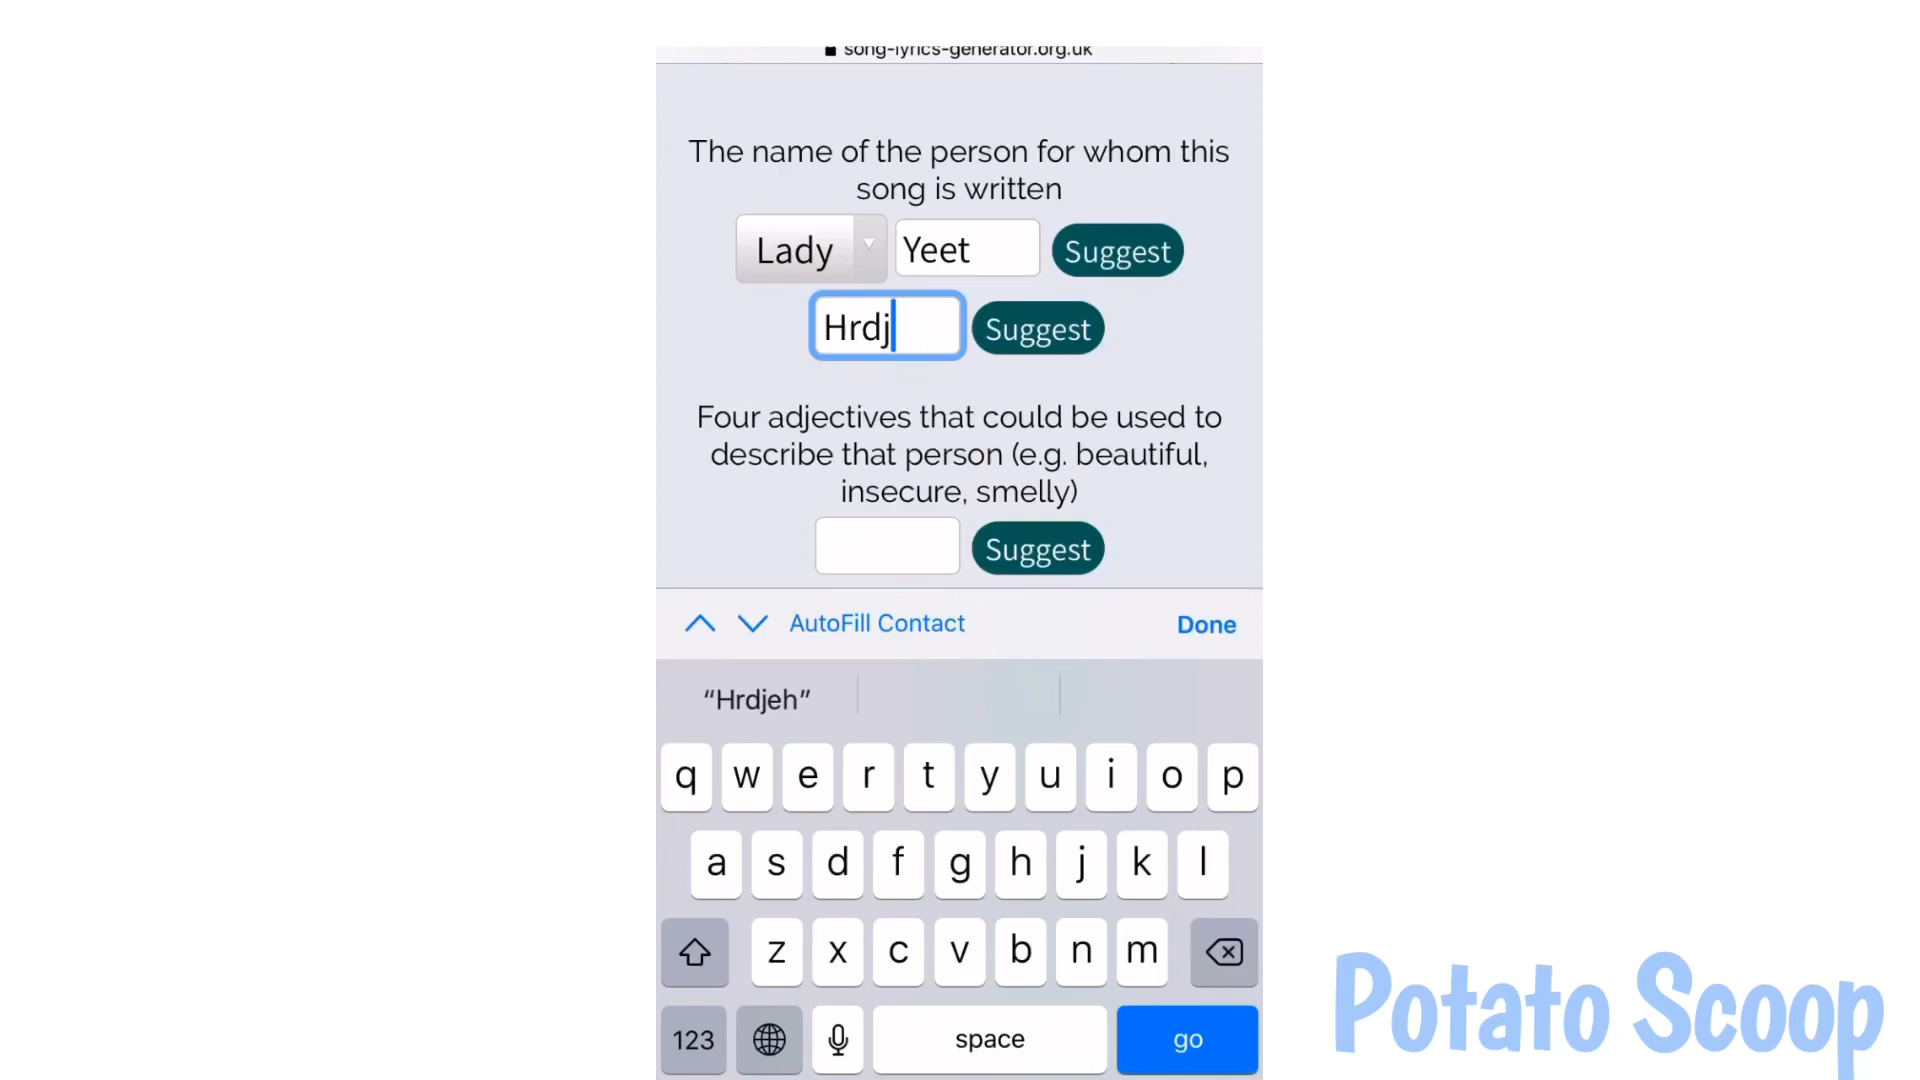 song-lyrics-generator.org.uk
The name of the person for whom this
song is written
Lady Yeet Suggest
Hrdj Suggest
Four adjectives that could be used to
describe that person (e.g. beautiful,
insecure, smelly)
Suggest
AutoFill Contact Done
“Hrdjeh”
q w e r t y u i o p
a s d f g h j k l
z x c v b n m
123 space go
Potato Scoop